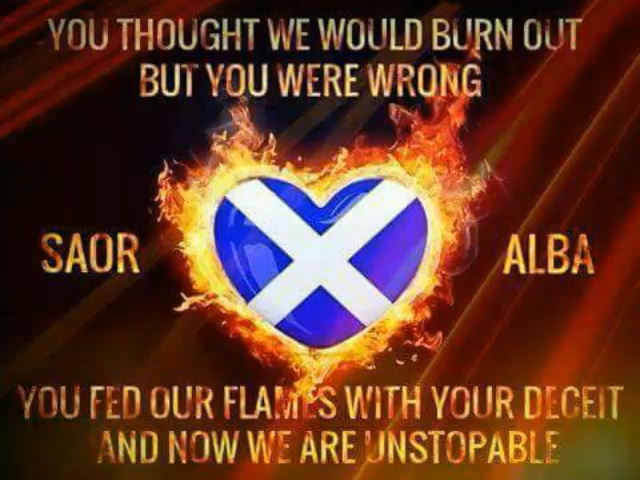 YOU THOUGHT WE WOULD BURN OUT
BUT YOU WERE WRONG
SAOR ALBA
YOU FED OUR FLAMES WITH YOUR DECEIT
AND NOW WE ARE UNSTOPABLE